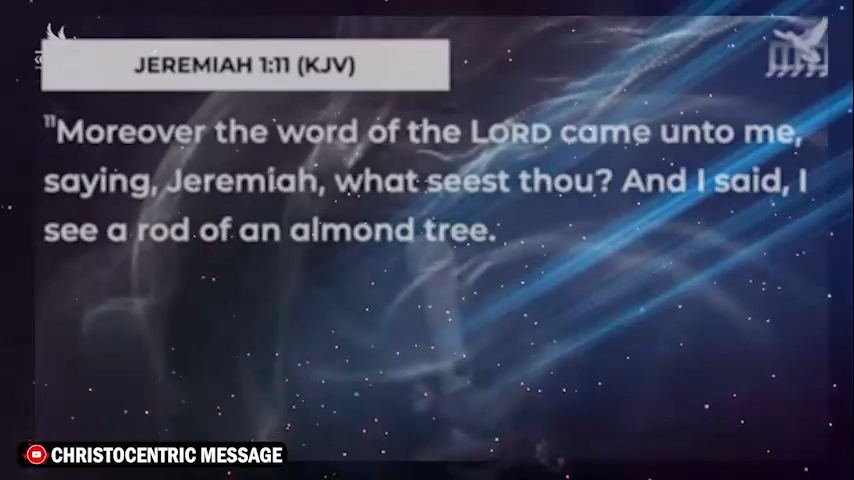 JEREMIAH 1:11 (KJV)
¹¹Moreover the word of the LORD came unto me,
saying, Jeremiah, what seest thou? And I said, I
see a rod of an almond tree.
CHRISTOCENTRIC MESSAGE